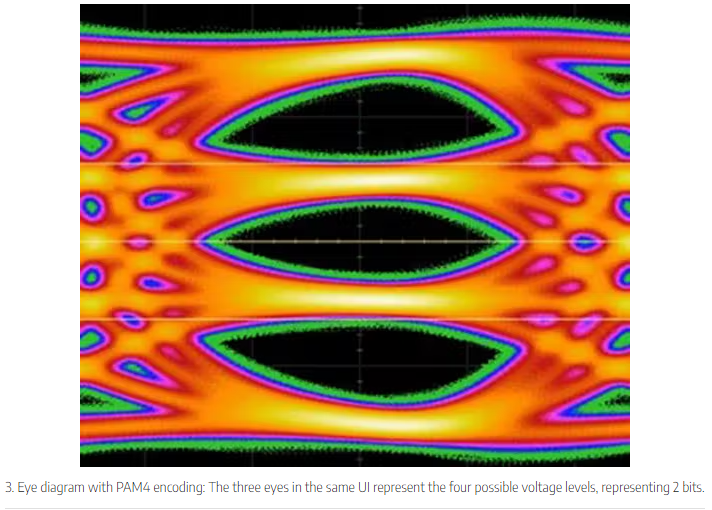 3. Eye diagram with PAM4 encoding: The three eyes in the same UI represent the four possible voltage levels, representing 2 bits.